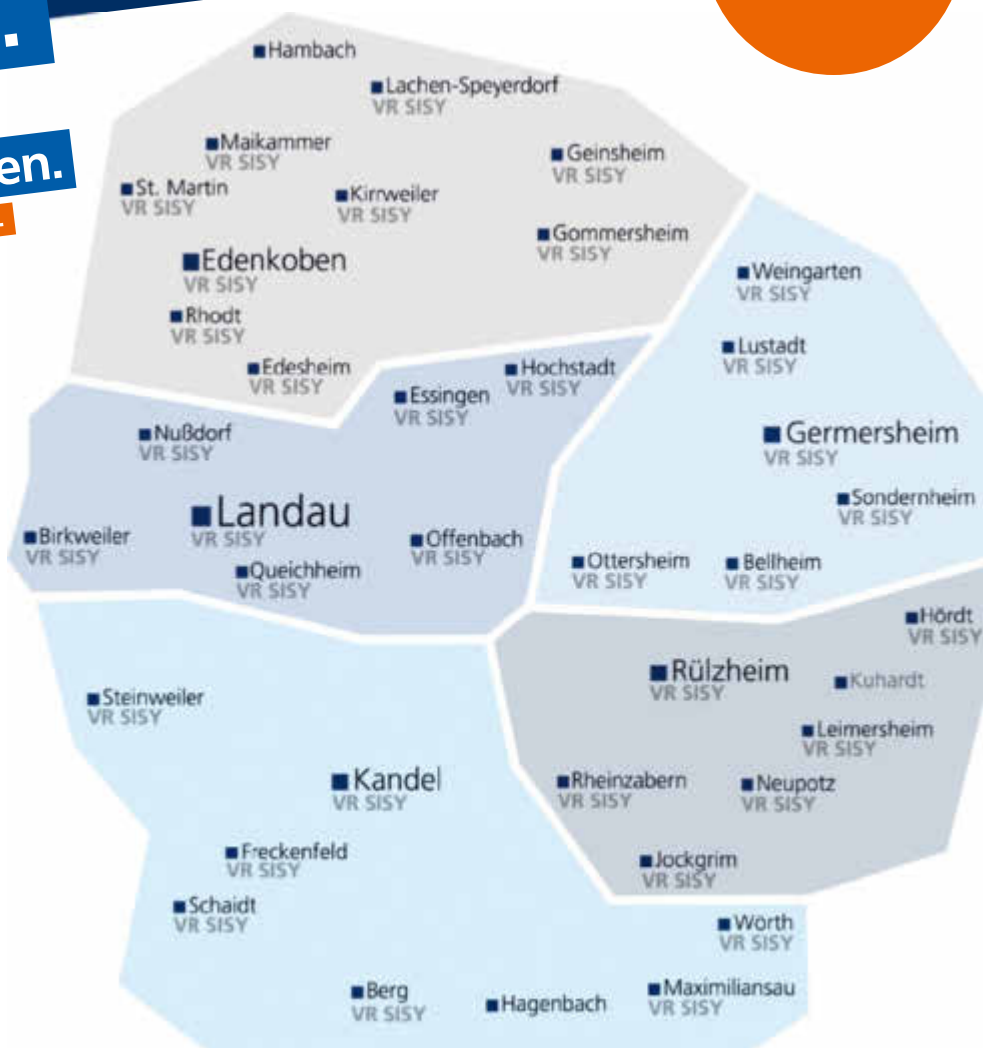 .
en.
Hambach
Lachen-Speyerdorf
VR SISY
Maikammer
VR SISY
Geinsheim
VR SISY
St. Martin
VR SISY
Kirrweiler
VR SISY
Gommersheim
VR SISY
Edenkoben
VR SISY
Weingarten
VR SISY
Rhodt
VR SISY
Lustadt
VR SISY
Edesheim
VR SISY
Hochstadt
VR SISY
Essingen
VR SISY
Nußdorf
VR SISY
Germersheim
VR SISY
Landau
VR SISY
Sondernheim
VR SISY
Birkweiler
VR SISY
Offenbach
VR SISY
Queichheim
VR SISY
Ottersheim
VR SISY
Bellheim
VR SISY
Hördt
VR SISY
Rülzheim
VR SISY
Kuhardt
Steinweiler
VR SISY
Leimersheim
VR SISY
Kandel
VR SISY
Rheinzabern
VR SISY
Neupotz
VR SISY
Freckenfeld
VR SISY
Jockgrim
VR SISY
Schaidt
VR SISY
Wörth
VR SISY
Berg
VR SISY
Hagenbach
Maximiliansau
VR SISY